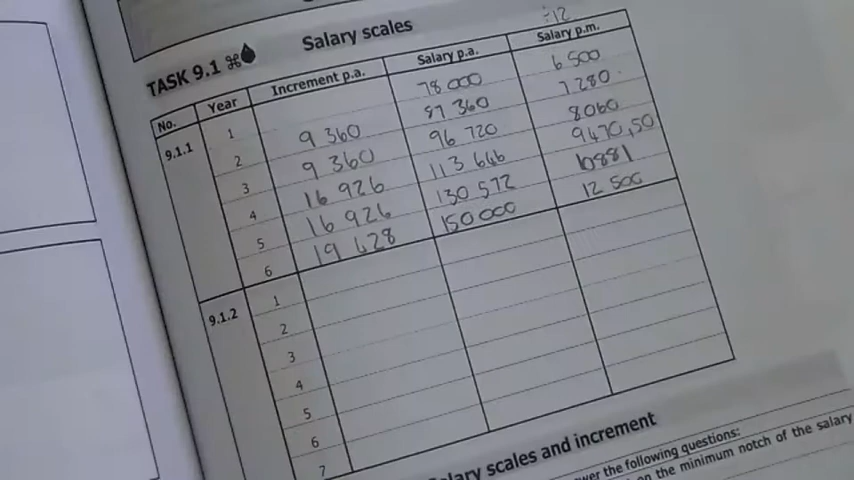 ÷12
TASK 9.1 Salary scales
No. Year Increment p.a. Salary p.a. Salary p.m.
9.1.1 1 78 000 6 500
2 9 360 87 360 7 280
3 9 360 96 720 8060
4 16 926 113 646 9470,50
5 16 926 130 572 10881
6 19 428 150 000 12 500
9.1.2 1
2
3
4
5
6
7
lary scales and increment
wer the following questions:
on the minimum notch of the salary